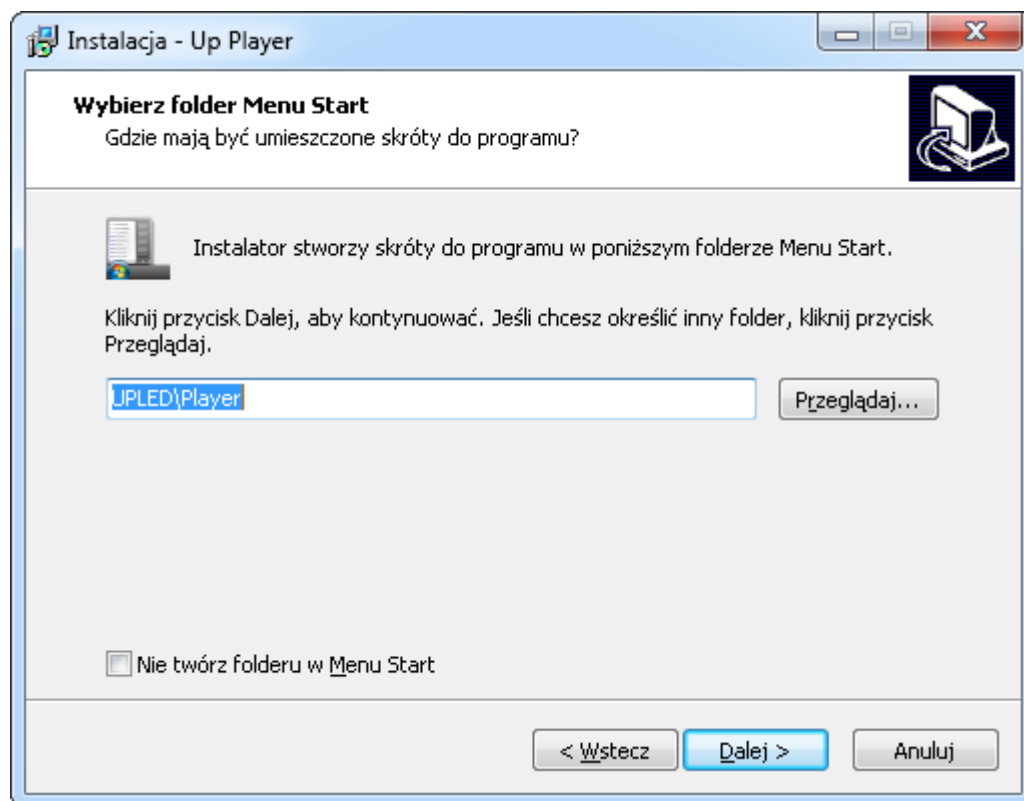 Instalacja - Up Player
Wybierz folder Menu Start
Gdzie mają być umieszczone skróty do programu?
Instalator stworzy skróty do programu w poniższym folderze Menu Start.
Kliknij przycisk Dalej, aby kontynuować. Jeśli chcesz określić inny folder, kliknij przycisk
Przeglądaj.
UPLED\Player
Przeglądaj...
Nie twórz folderu w Menu Start
< Wstecz
Dalej >
Anuluj